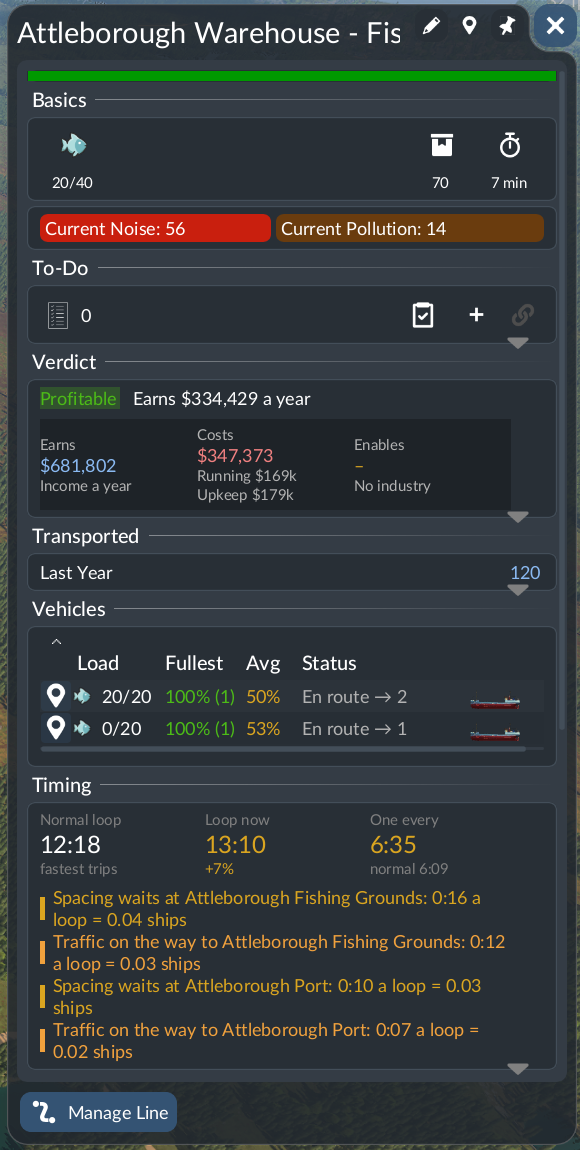 Attleborough Warehouse - Fis
Basics
20/40
70
7 min
Current Noise: 56
Current Pollution: 14
To-Do
0
+
Verdict
Profitable Earns $334,429 a year
Earns
$681,802
Income a year
Costs
$347,373
Running $169k
Upkeep $179k
Enables
–
No industry
Transported
Last Year 120
Vehicles
Load Fullest Avg Status
20/20 100% (1) 50% En route → 2
0/20 100% (1) 53% En route → 1
Timing
Normal loop
12:18
fastest trips
Loop now
13:10
+7%
One every
6:35
normal 6:09
Spacing waits at Attleborough Fishing Grounds: 0:16 a
loop = 0.04 ships
Traffic on the way to Attleborough Fishing Grounds: 0:12
a loop = 0.03 ships
Spacing waits at Attleborough Port: 0:10 a loop = 0.03
ships
Traffic on the way to Attleborough Port: 0:07 a loop =
0.02 ships
Manage Line